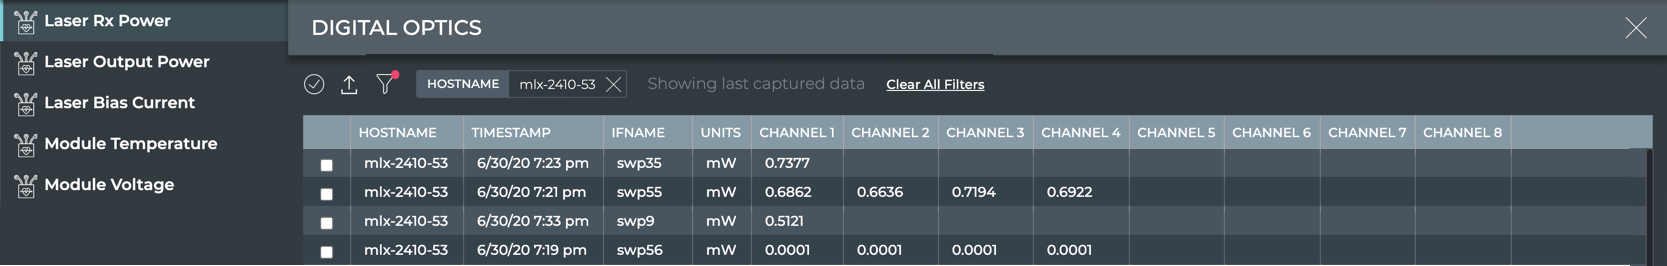 Laser Rx Power
Laser Output Power
Laser Bias Current
Module Temperature
Module Voltage
DIGITAL OPTICS
HOSTNAME mlx-2410-53 Showing last captured data Clear All Filters
HOSTNAME TIMESTAMP IFNAME UNITS CHANNEL 1 CHANNEL 2 CHANNEL 3 CHANNEL 4 CHANNEL 5 CHANNEL 6 CHANNEL 7 CHANNEL 8
mlx-2410-53 6/30/20 7:23 pm swp35 mW 0.7377
mlx-2410-53 6/30/20 7:21 pm swp55 mW 0.6862 0.6636 0.7194 0.6922
mlx-2410-53 6/30/20 7:33 pm swp9 mW 0.5121
mlx-2410-53 6/30/20 7:19 pm swp56 mW 0.0001 0.0001 0.0001 0.0001